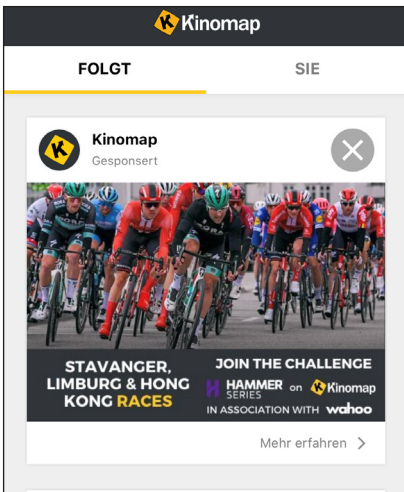 Kinomap
FOLGT
SIE
Kinomap
Gesponsert
STAVANGER,
LIMBURG & HONG
KONG RACES
JOIN THE CHALLENGE
HAMMER
SERIES
on Kinomap
IN ASSOCIATION WITH wahoo
Mehr erfahren